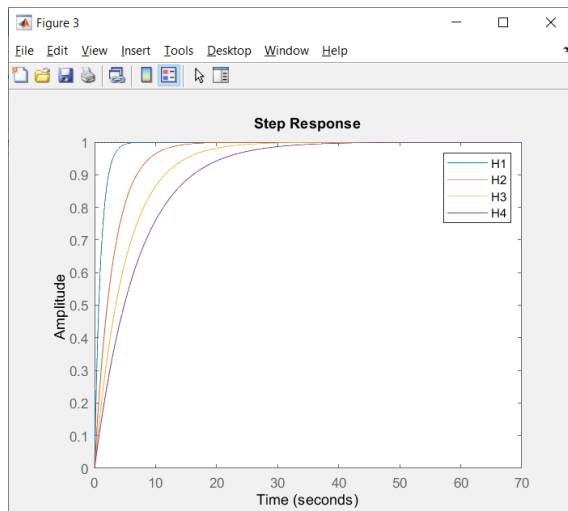 Figure 3
File Edit View Insert Tools Desktop Window Help
Step Response
1
0.9
0.8
0.7
0.6
0.5
0.4
0.3
0.2
0.1
0
Amplitude
H1
H2
H3
H4
0 10 20 30 40 50 60 70
Time (seconds)